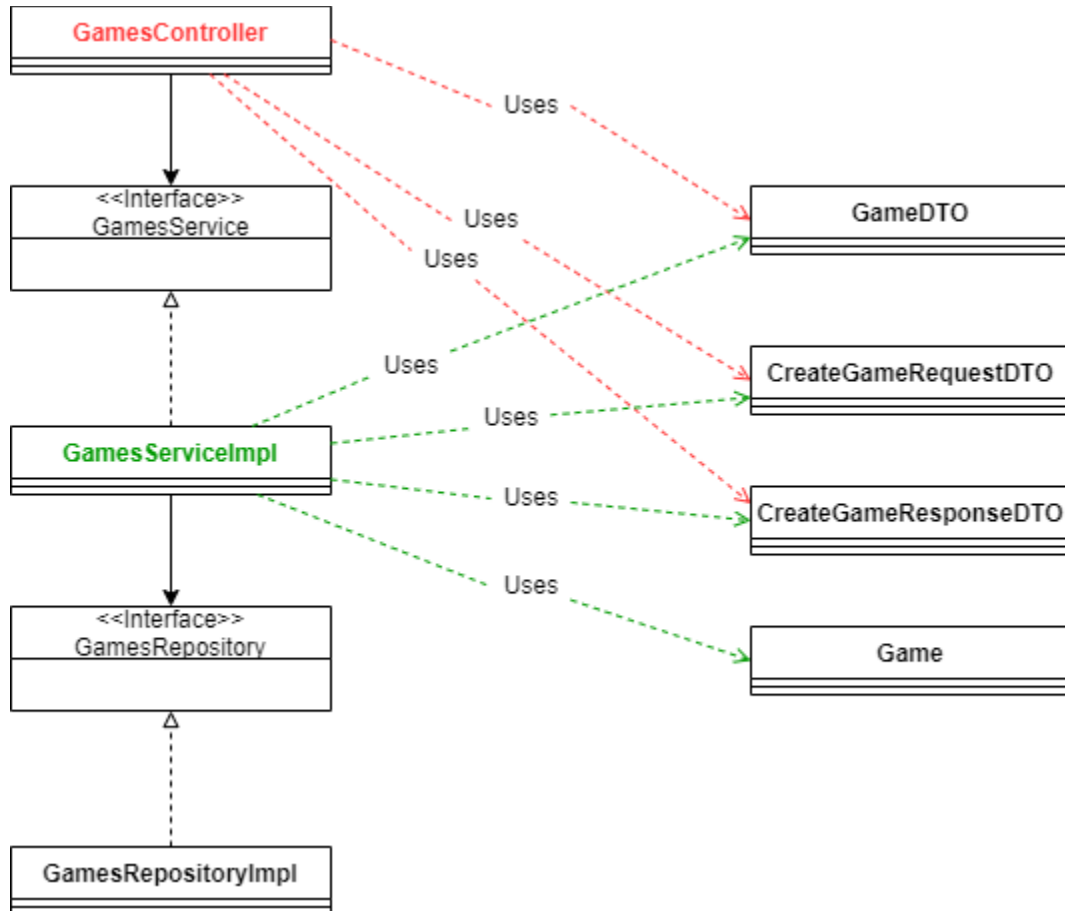 GamesController
Uses
<<Interface>>
GamesService
Uses
Uses
GameDTO
Uses
CreateGameRequestDTO
Uses
GamesServiceImpl
Uses
CreateGameResponseDTO
Uses
<<Interface>>
GamesRepository
Game
GamesRepositoryImpl